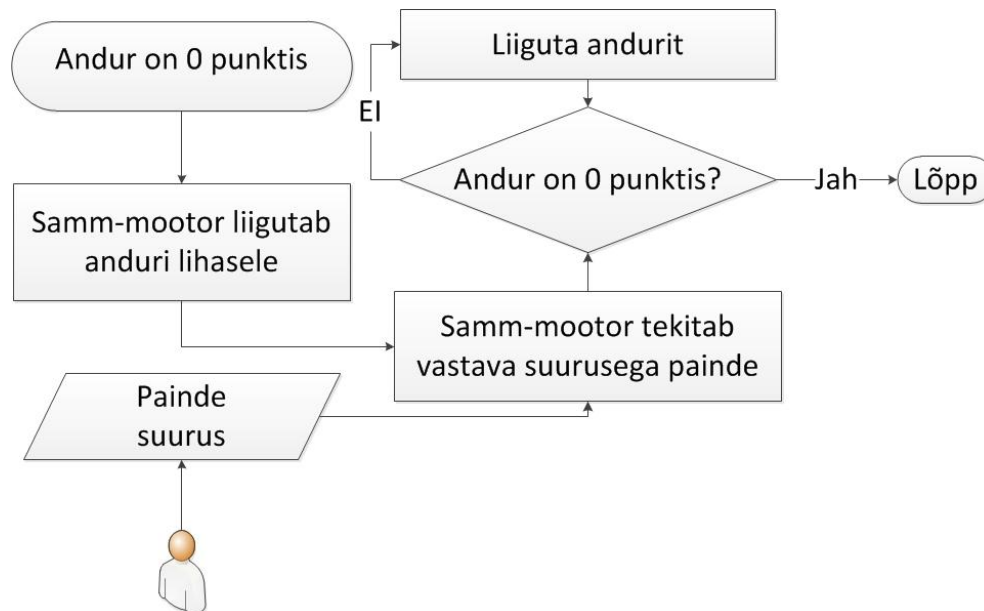 Andur on 0 punktis
Samm-mootor liigutab
anduri lihasele
Painde
suurus
Samm-mootor tekitab
vastava suurusega painde
Andur on 0 punktis?
EI
Liiguta andurit
Jah
Lõpp